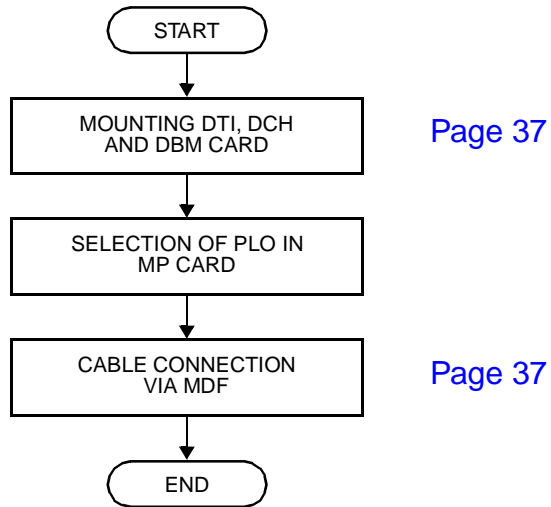 START
MOUNTING DTI, DCH
AND DBM CARD
Page 37
SELECTION OF PLO IN
MP CARD
CABLE CONNECTION
VIA MDF
Page 37
END